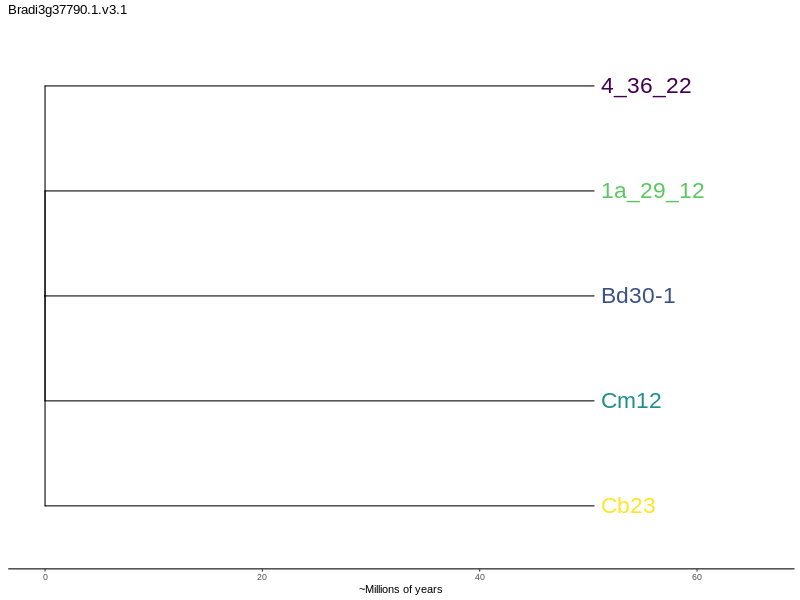 Bradi3g37790.1.v3.1
4_36_22
1a_29_12
Bd30-1
Cm12
Cb23
0 20 40 60
~Millions of years